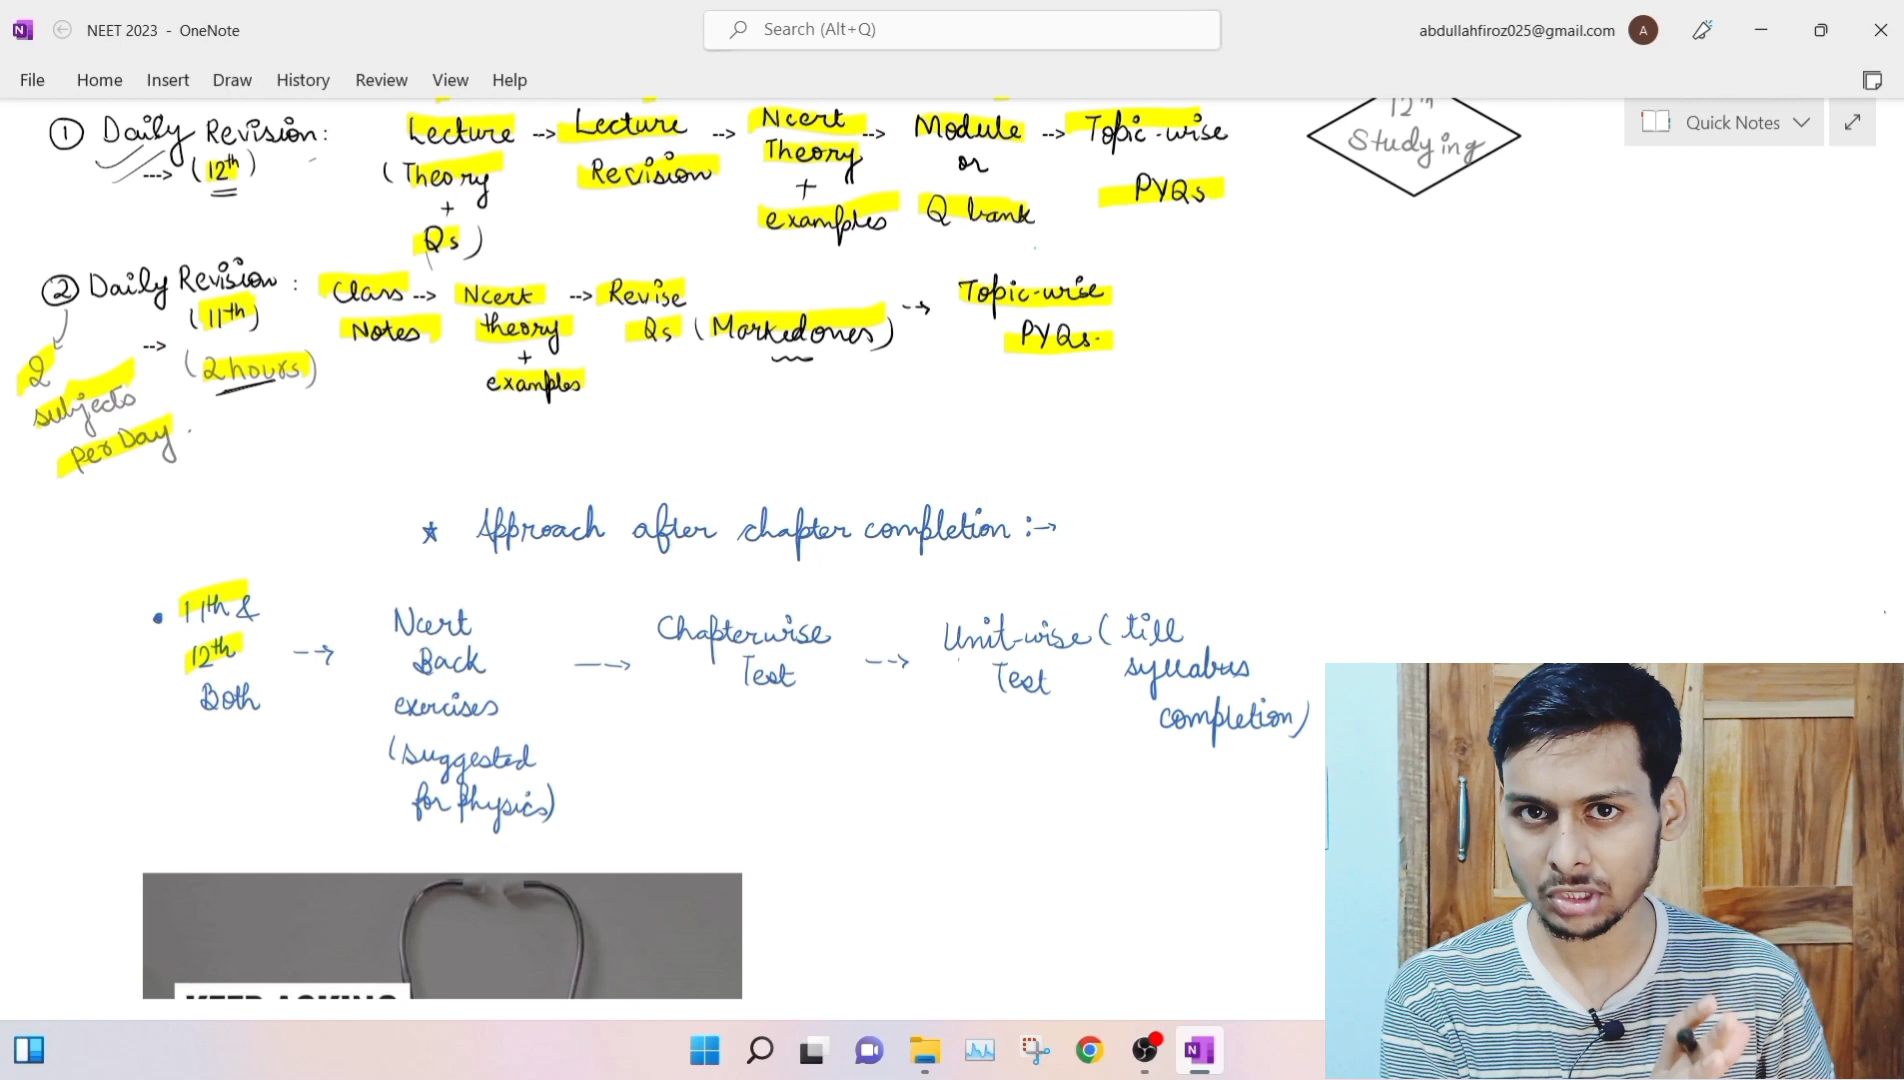 NEET 2023 - OneNote
Search (Alt+Q)
abdullahfiroz025@gmail.com
A
File Home Insert Draw History Review View Help
Quick Notes
12th
Studying
① Daily Revision:
---> (12th)
Lecture --> Lecture --> Ncert --> Module --> Topic-wise
(Theory Revision Theory or PYQs
+ +
Qs) examples Q bank
② Daily Revision :
(11th)
--> (2 hours)
2
subjects
Per Day.
Class --> Ncert --> Revise --> Topic-wise
Notes theory Qs (Marked ones) PYQs.
+
examples
★ Approach after chapter completion :->
• 11th &
12th -->
Both
Ncert
Back
exercises
(suggested
for physics)
--->
Chapterwise
Test
-->
Unit-wise (till
Test syllabus
completion)
KEEP ASKING